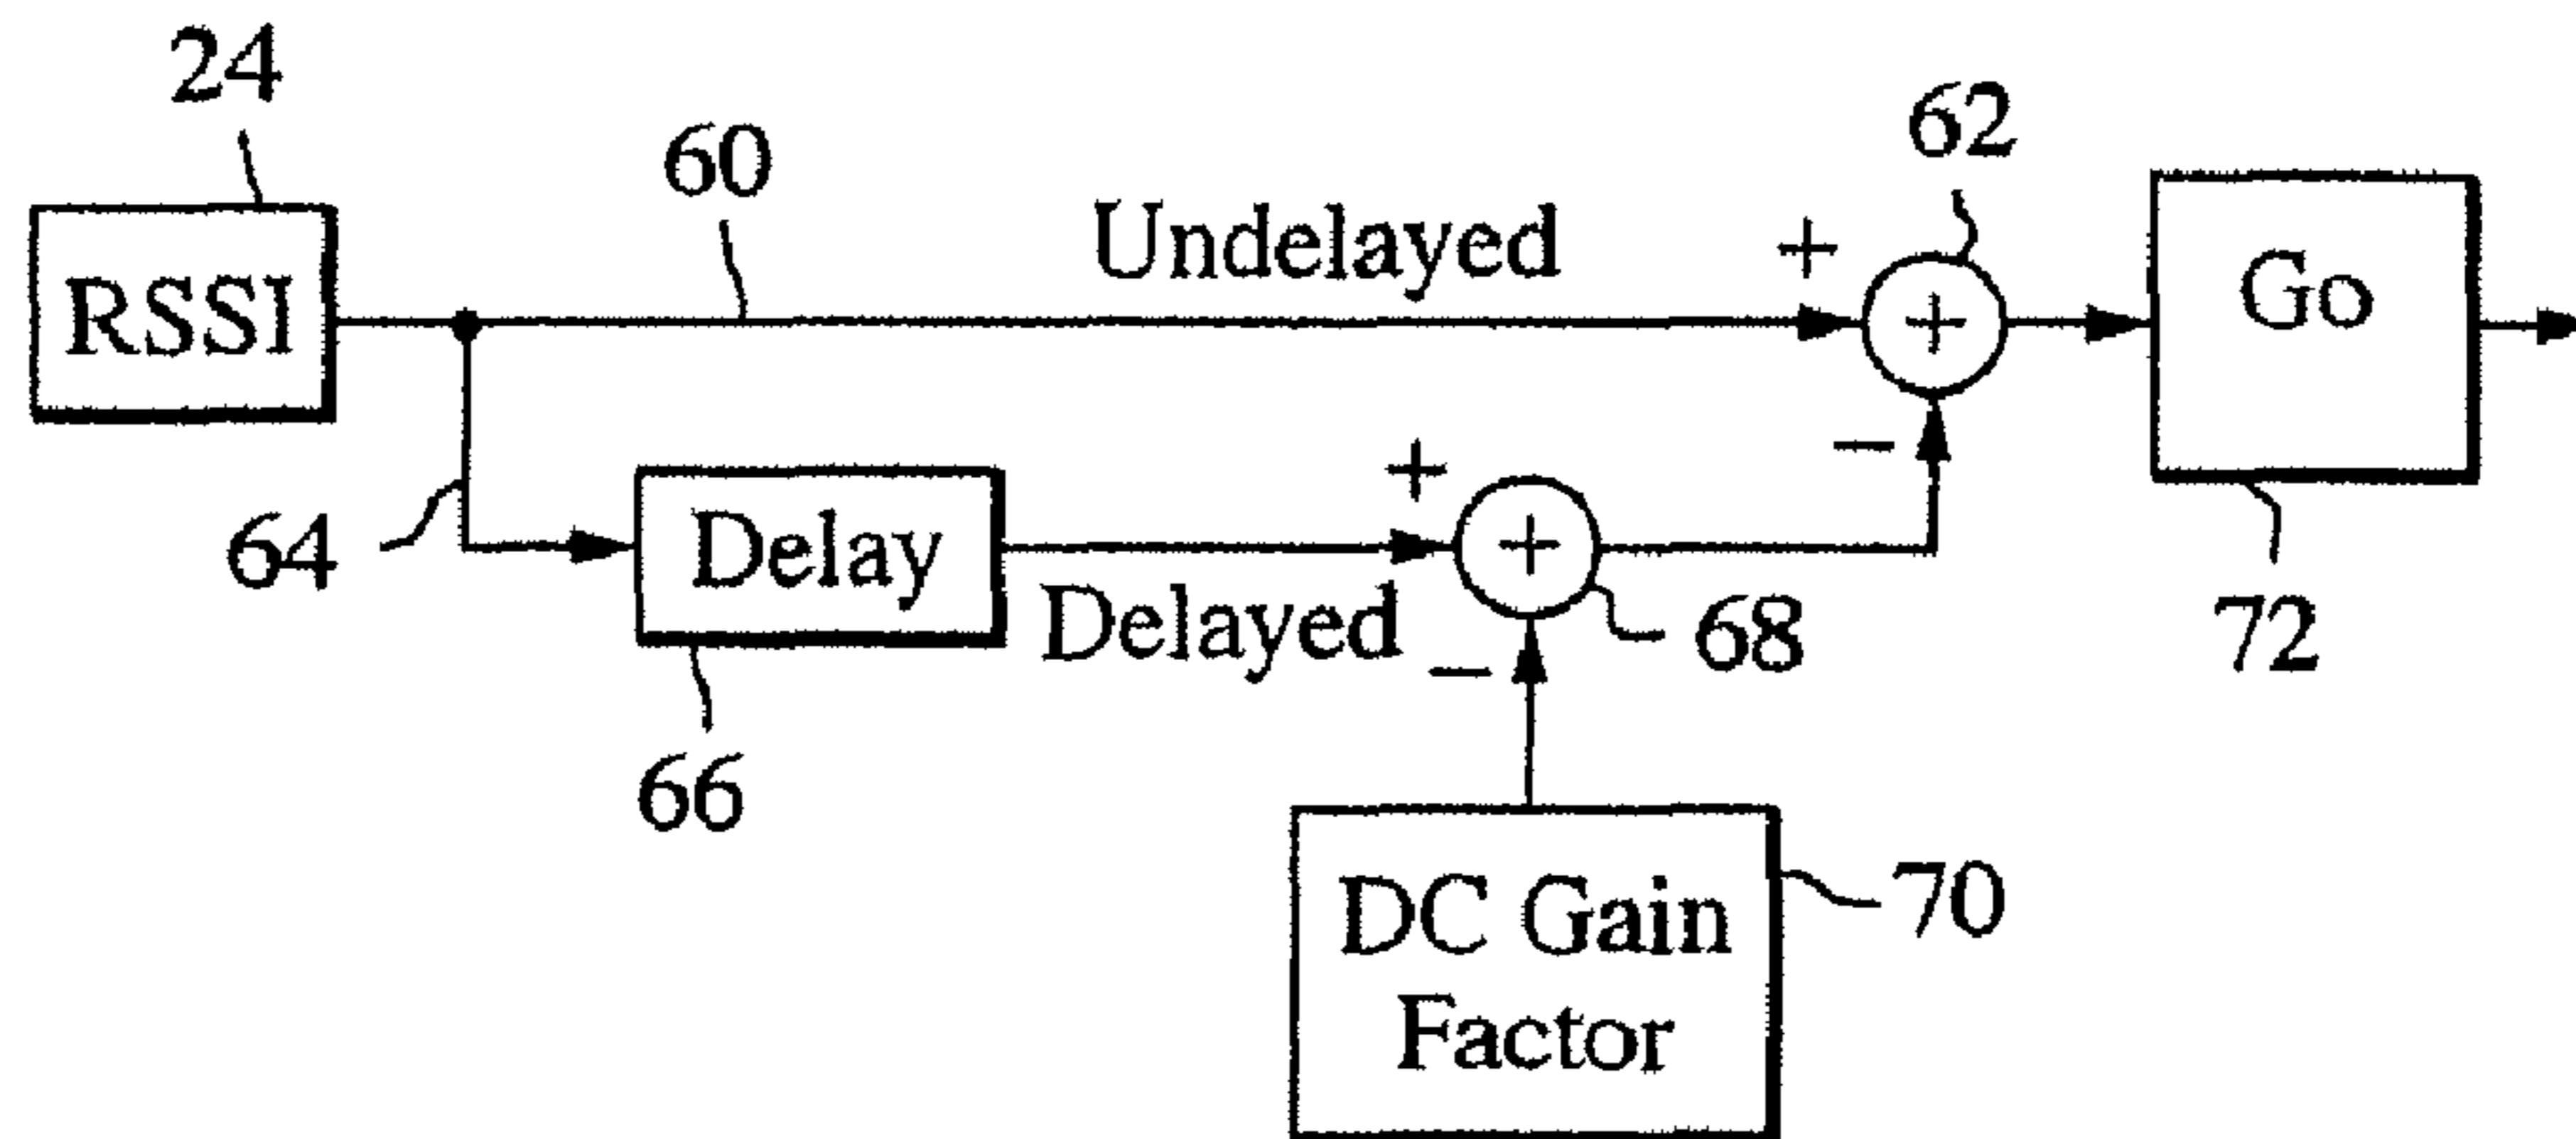 24
60
62
RSSI
Undelayed
+
+
Go
64
Delay
Delayed
+
+
−
−
68
72
66
DC Gain
Factor
70